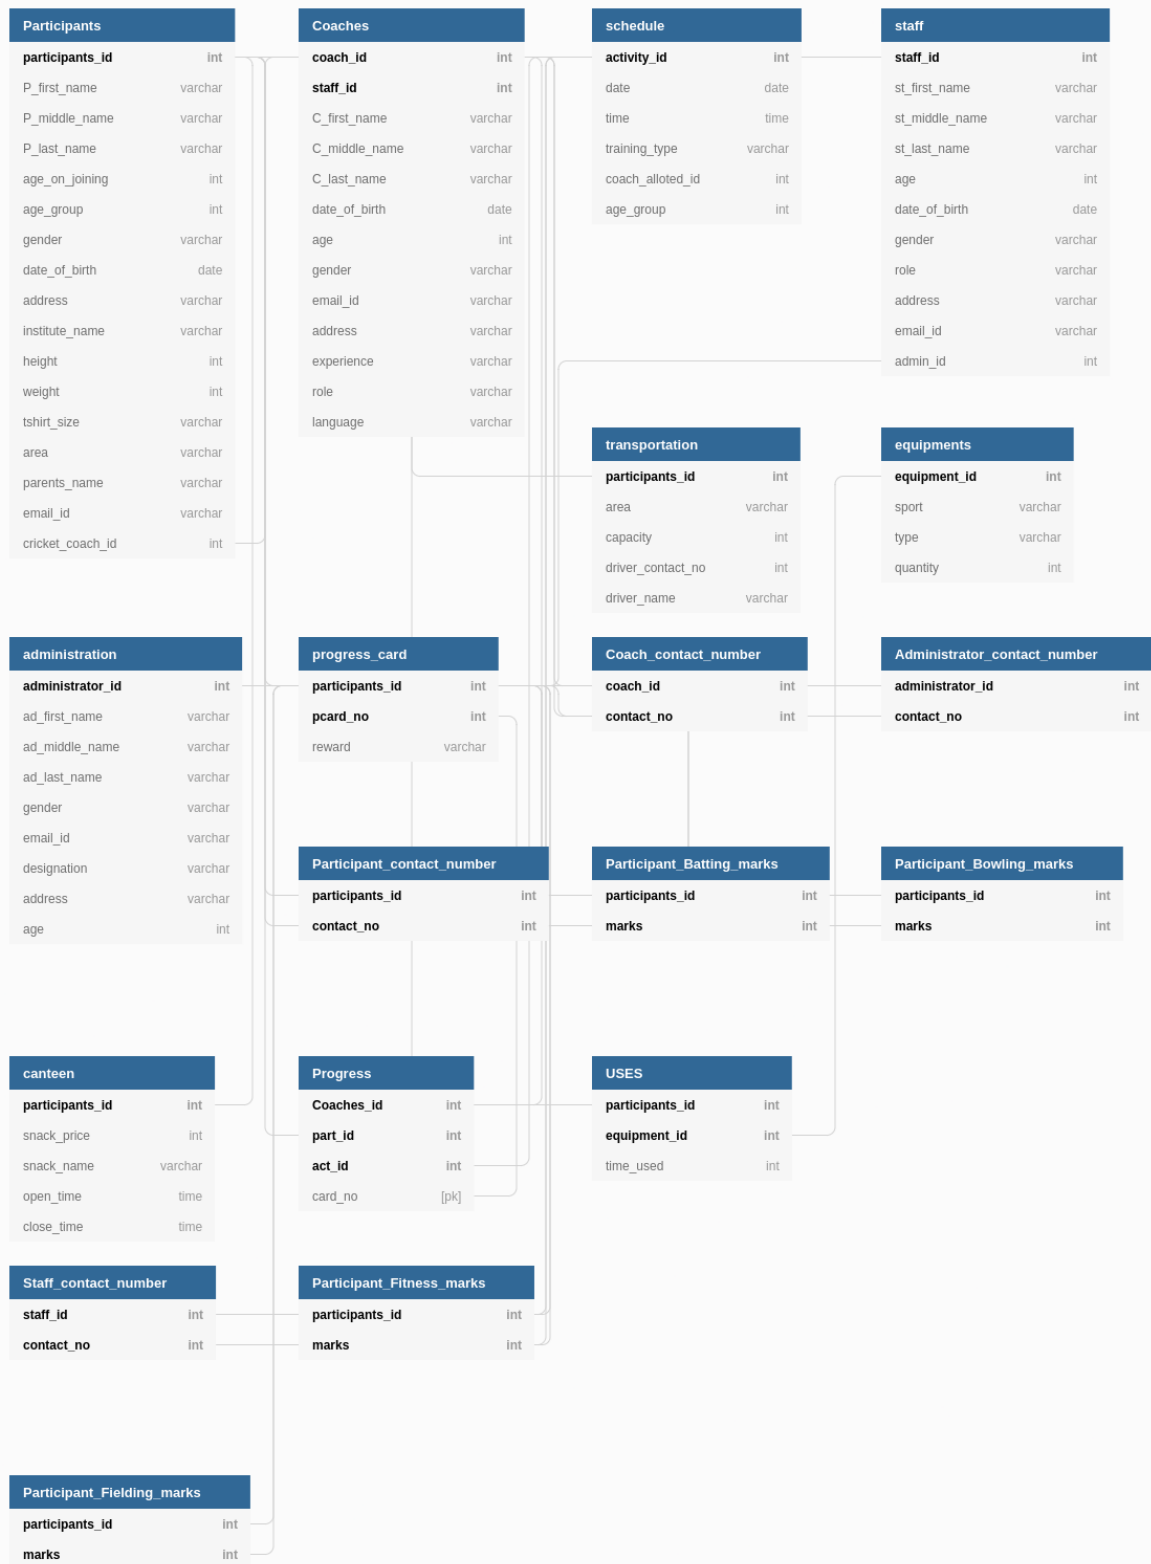 Participants
participants_id int
P_first_name varchar
P_middle_name varchar
P_last_name varchar
age_on_joining int
age_group int
gender varchar
date_of_birth date
address varchar
institute_name varchar
height int
weight int
tshirt_size varchar
area varchar
parents_name varchar
email_id varchar
cricket_coach_id int
Coaches
coach_id int
staff_id int
C_first_name varchar
C_middle_name varchar
C_last_name varchar
date_of_birth date
age int
gender varchar
email_id varchar
address varchar
experience varchar
role varchar
language varchar
schedule
activity_id int
date date
time time
training_type varchar
coach_alloted_id int
age_group int
staff
staff_id int
st_first_name varchar
st_middle_name varchar
st_last_name varchar
age int
date_of_birth date
gender varchar
role varchar
address varchar
email_id varchar
admin_id int
transportation
participants_id int
area varchar
capacity int
driver_contact_no int
driver_name varchar
equipments
equipment_id int
sport varchar
type varchar
quantity int
administration
administrator_id int
ad_first_name varchar
ad_middle_name varchar
ad_last_name varchar
gender varchar
email_id varchar
designation varchar
address varchar
age int
progress_card
participants_id int
pcard_no int
reward varchar
Coach_contact_number
coach_id int
contact_no int
Administrator_contact_number
administrator_id int
contact_no int
Participant_contact_number
participants_id int
contact_no int
Participant_Batting_marks
participants_id int
marks int
Participant_Bowling_marks
participants_id int
marks int
canteen
participants_id int
snack_price int
snack_name varchar
open_time time
close_time time
Progress
Coaches_id int
part_id int
act_id int
card_no [pk]
USES
participants_id int
equipment_id int
time_used int
Staff_contact_number
staff_id int
contact_no int
Participant_Fitness_marks
participants_id int
marks int
Participant_Fielding_marks
participants_id int
marks int